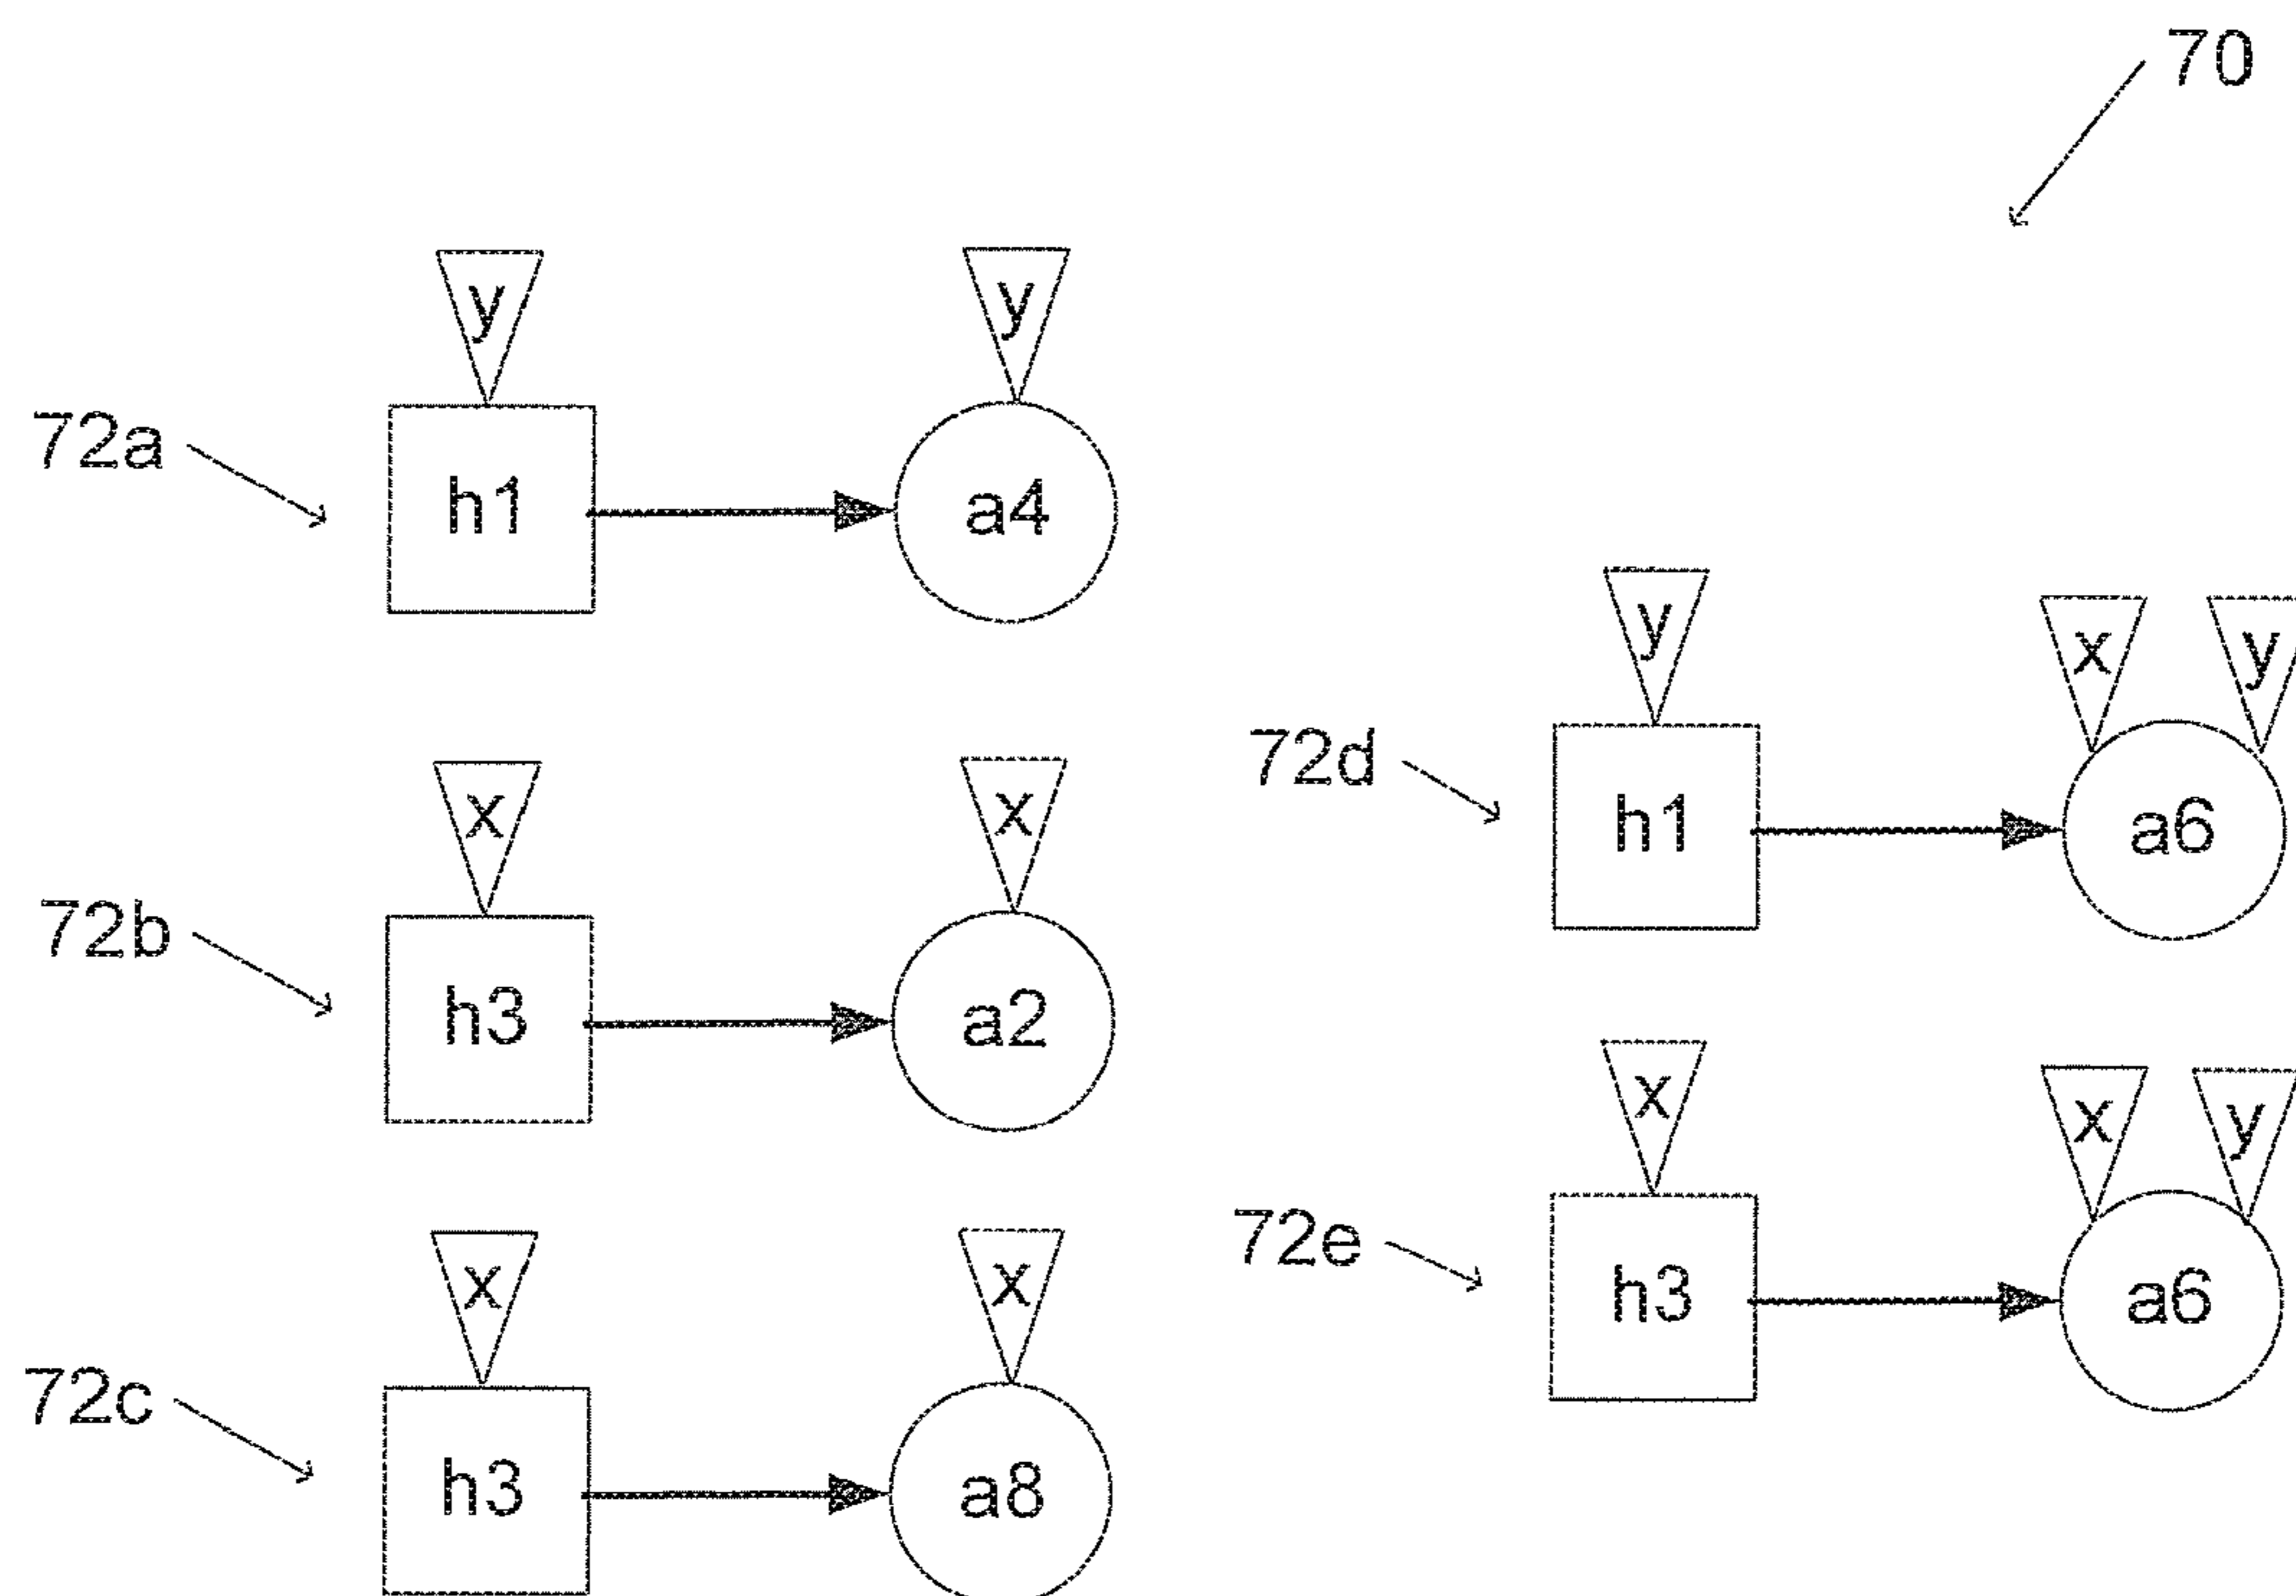 70
y y
72a h1 a4
y x y
x x
72d h1 a6
72b h3 a2
x x y
x x
72e h3 a6
72c h3 a8